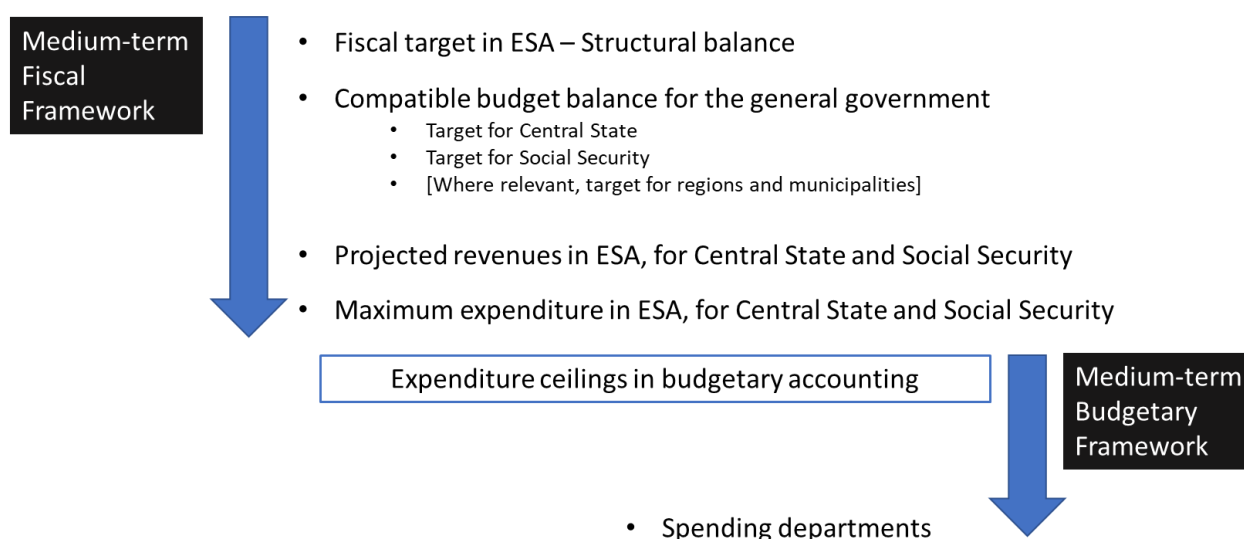 Medium-term
Fiscal
Framework
• Fiscal target in ESA – Structural balance
• Compatible budget balance for the general government
• Target for Central State
• Target for Social Security
• [Where relevant, target for regions and municipalities]
• Projected revenues in ESA, for Central State and Social Security
• Maximum expenditure in ESA, for Central State and Social Security
Expenditure ceilings in budgetary accounting
Medium-term
Budgetary
Framework
• Spending departments